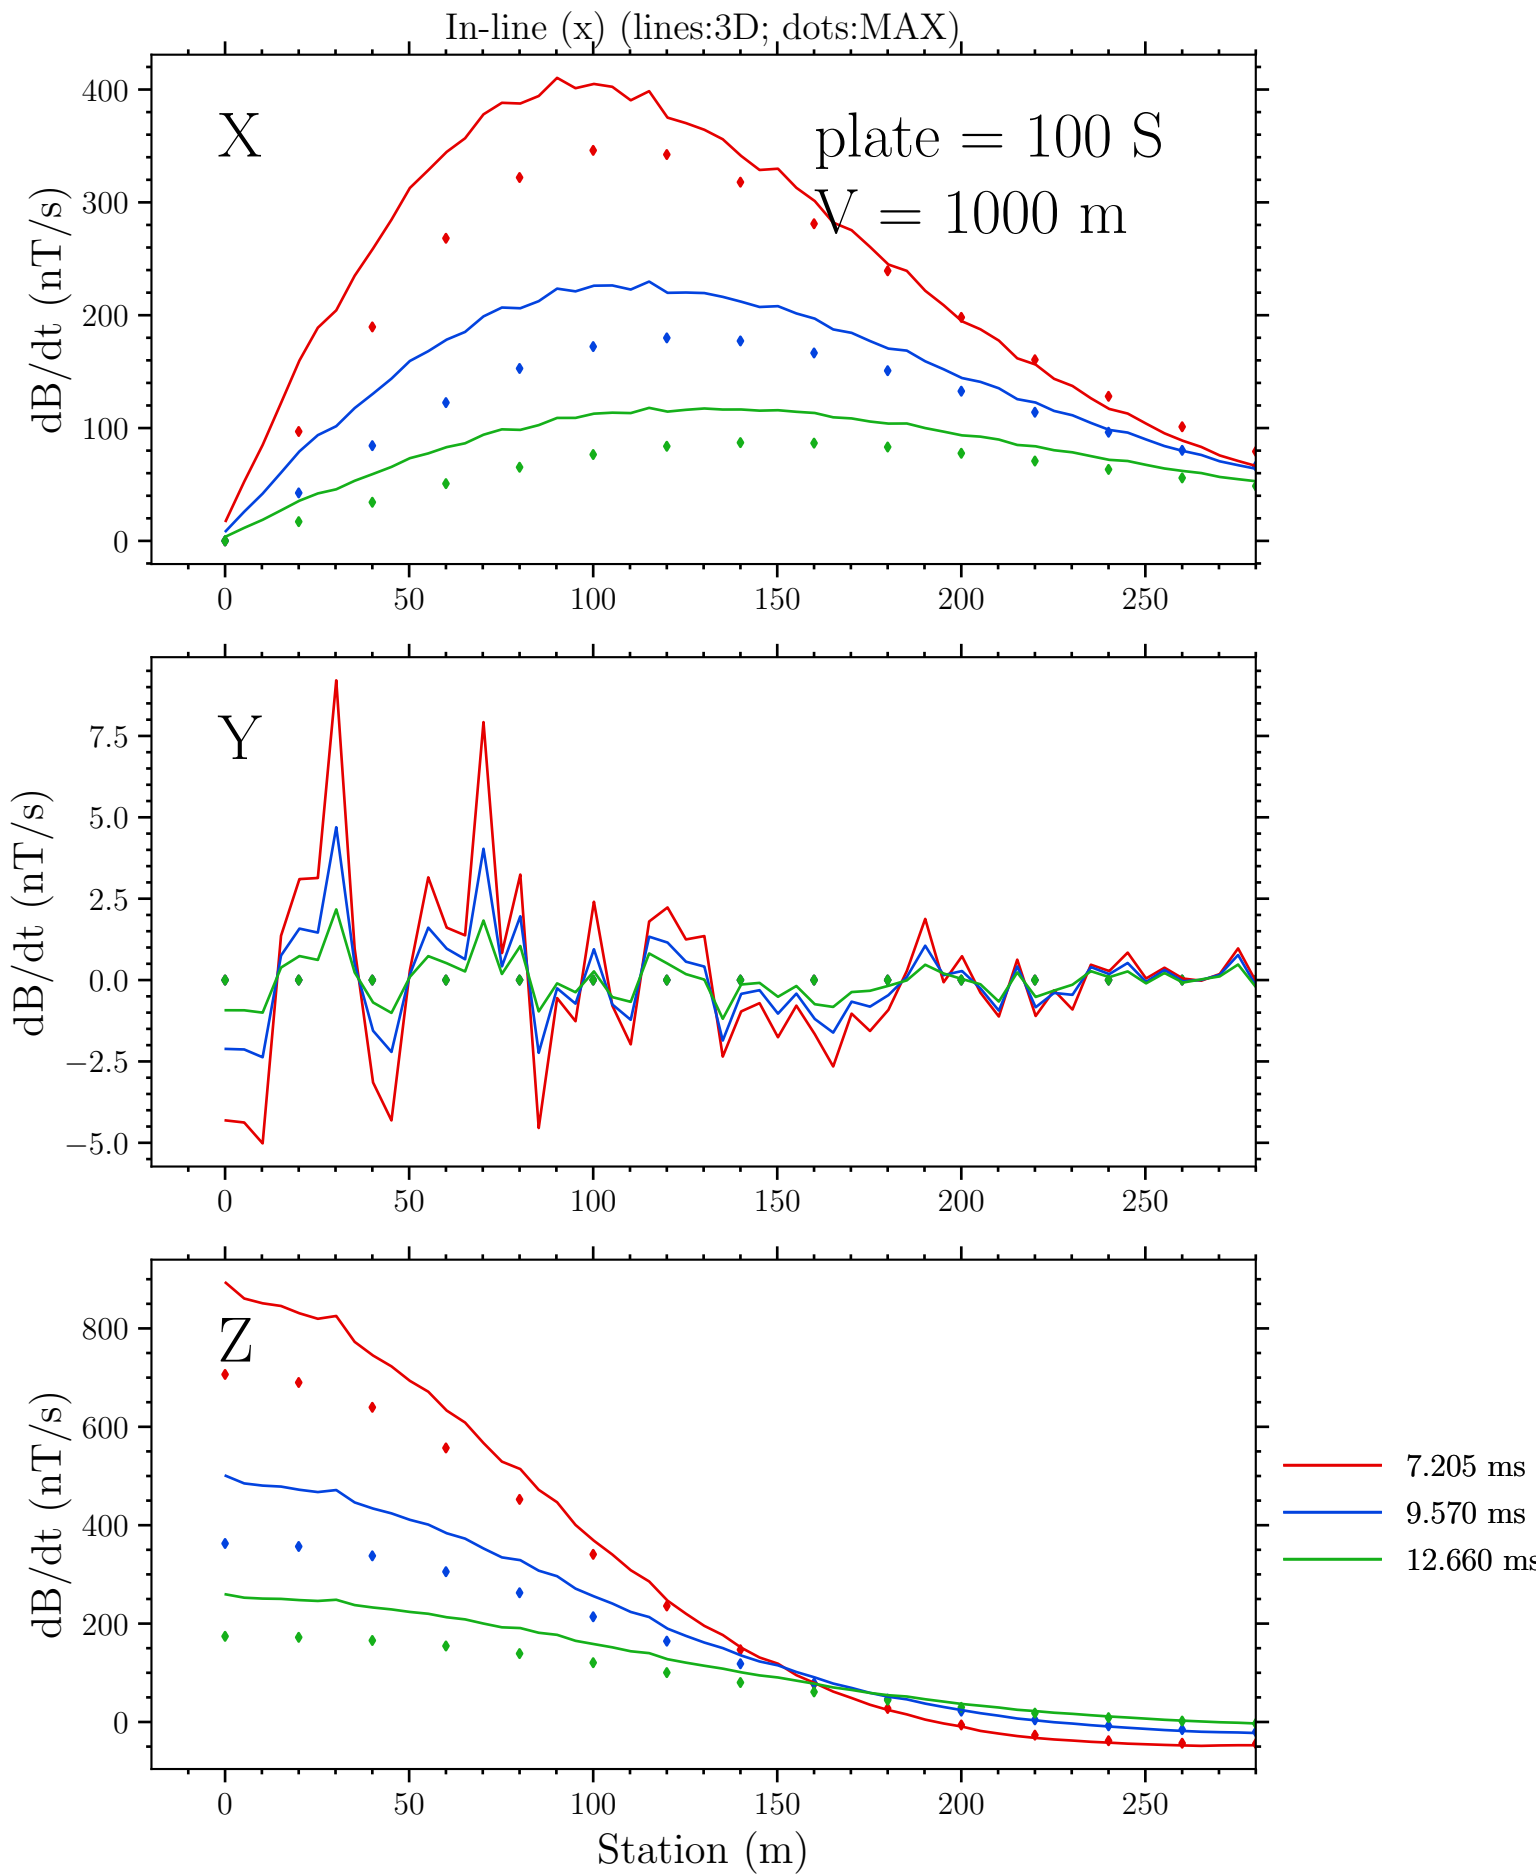 In-line (x) (lines:3D; dots:MAX)
X
plate = 100 S
V = 1000 m
dB/dt (nT/s)
400
300
200
100
0
0 50 100 150 200 250
Y
dB/dt (nT/s)
7.5
5.0
2.5
0.0
−2.5
−5.0
0 50 100 150 200 250
Z
dB/dt (nT/s)
800
600
400
200
0
0 50 100 150 200 250
Station (m)
7.205 ms
9.570 ms
12.660 ms